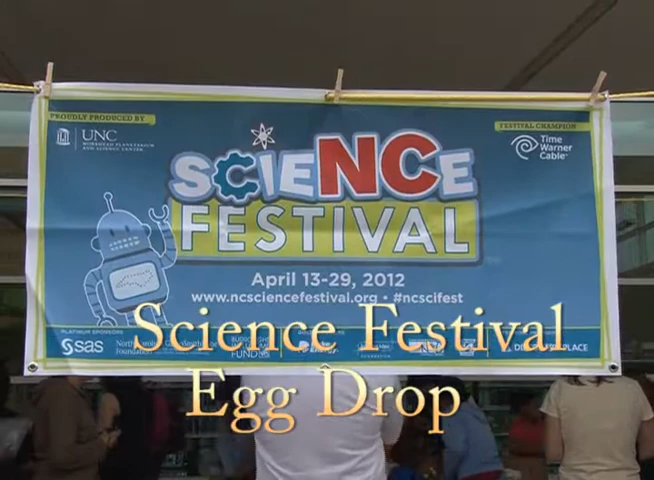 PROUDLY PRODUCED BY
UNC
MOREHEAD PLANETARIUM
AND SCIENCE CENTER
FESTIVAL CHAMPION
Time
Warner
Cable
SCIENCE
FESTIVAL
April 13-29, 2012
www.ncsciencefestival.org • #ncscifest
PLATINUM SPONSORS
sas
FUND
Science Festival
Egg Drop